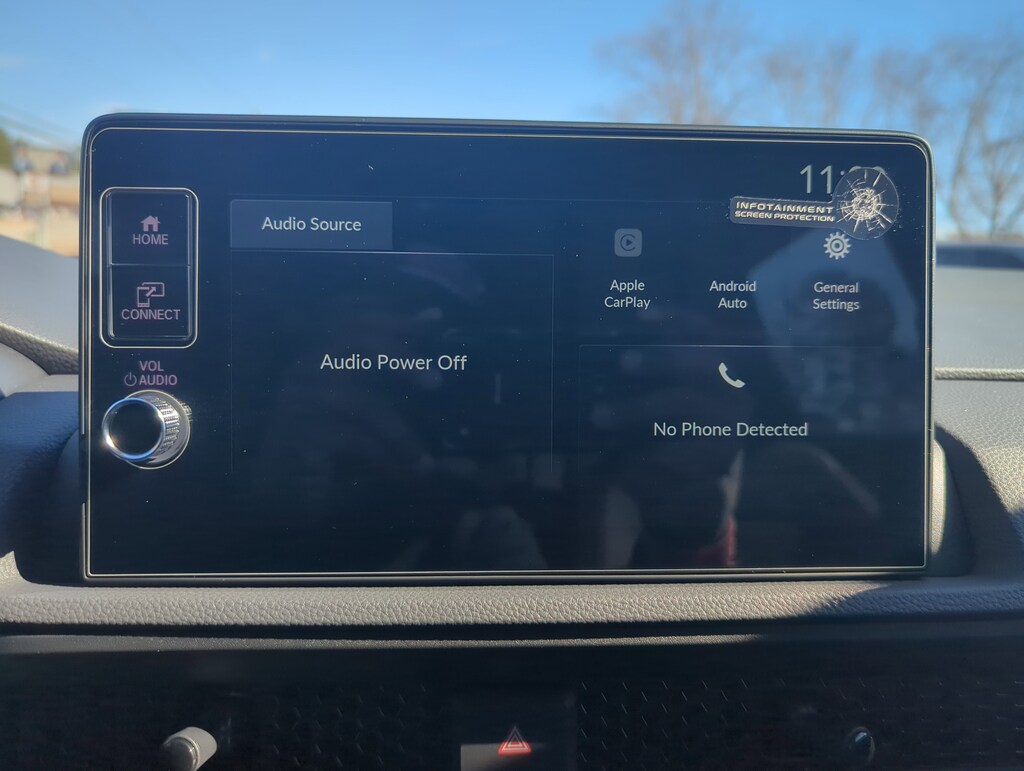 HOME
CONNECT
VOL
AUDIO
Audio Source
Audio Power Off
11:
INFOTAINMENT
SCREEN PROTECTION
Apple
CarPlay
Android
Auto
General
Settings
No Phone Detected